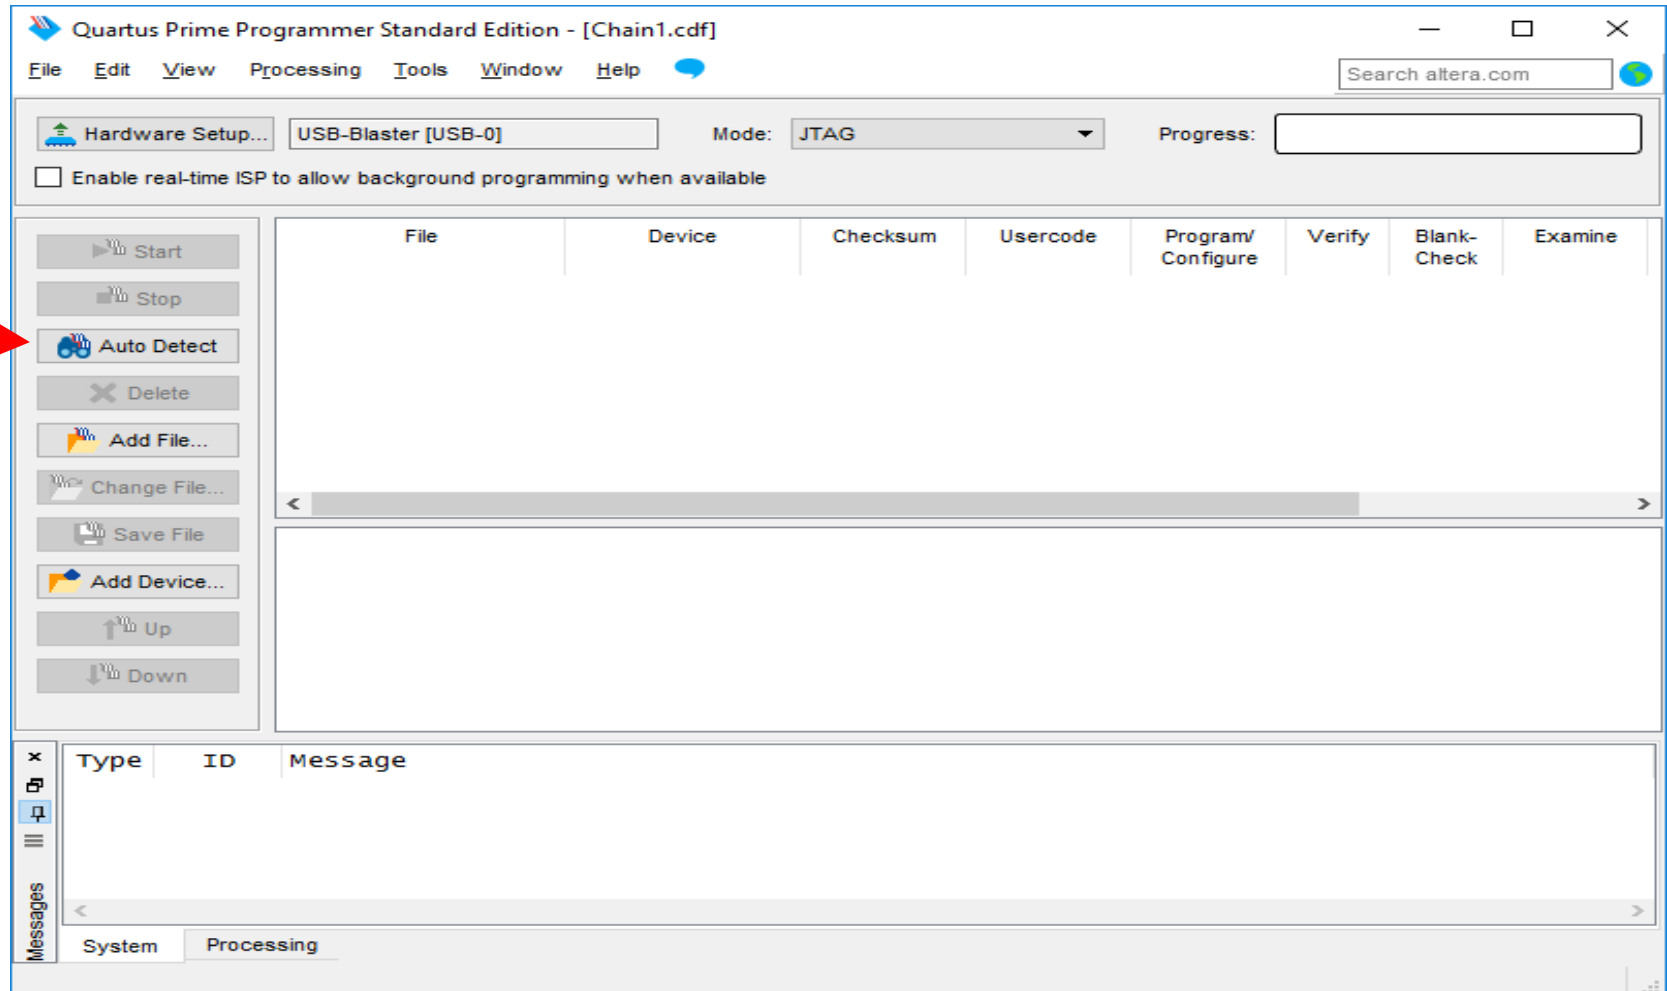 Quartus Prime Programmer Standard Edition - [Chain1.cdf]
File Edit View Processing Tools Window Help
Search altera.com
Hardware Setup... USB-Blaster [USB-0] Mode: JTAG Progress:
Enable real-time ISP to allow background programming when available
Start
Stop
Auto Detect
Delete
Add File...
Change File...
Save File
Add Device...
Up
Down
File Device Checksum Usercode Program/ Verify Blank- Examine
Configure Check
Type ID Message
Messages
System Processing